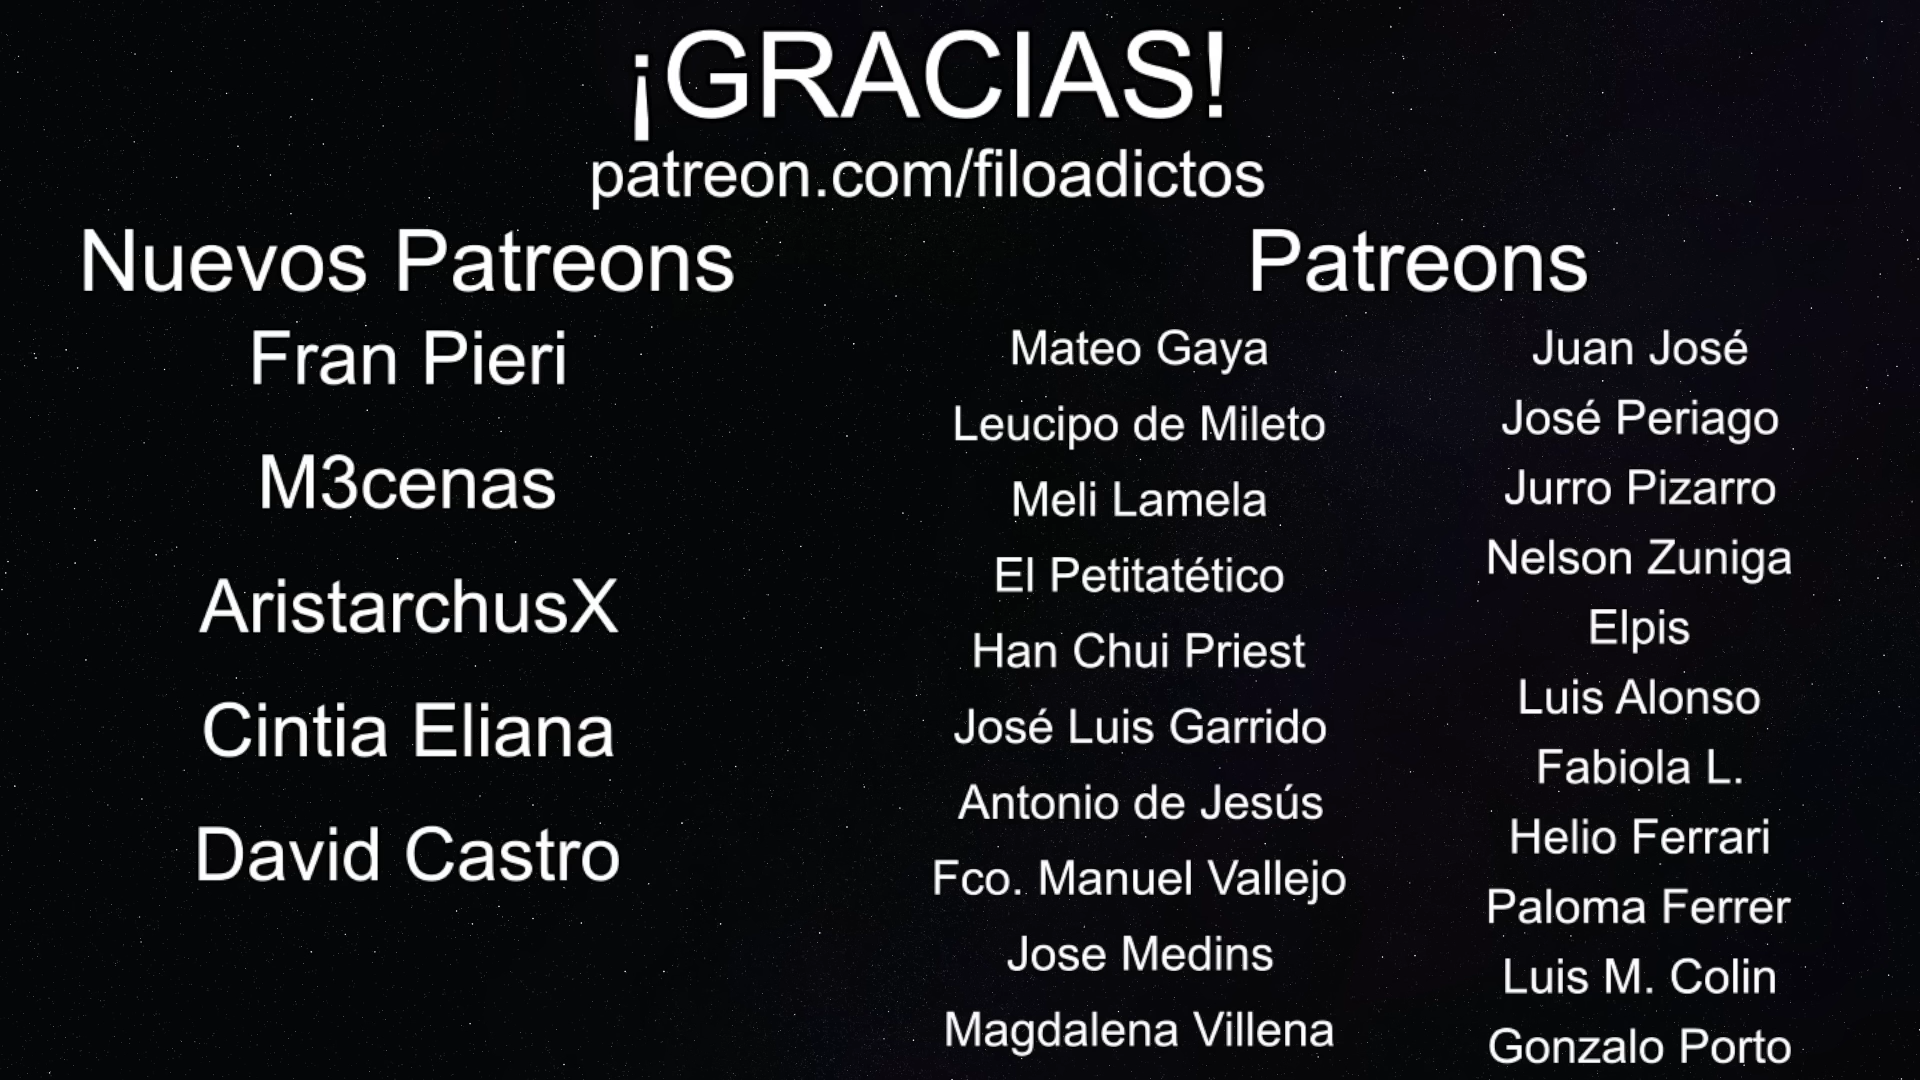 ¡GRACIAS!
patreon.com/filoadictos
Nuevos Patreons
Fran Pieri
M3cenas
AristarchusX
Cintia Eliana
David Castro
Patreons
Mateo Gaya
Leucipo de Mileto
Meli Lamela
El Petitatético
Han Chui Priest
José Luis Garrido
Antonio de Jesús
Fco. Manuel Vallejo
Jose Medins
Magdalena Villena
Juan José
José Periago
Jurro Pizarro
Nelson Zuniga
Elpis
Luis Alonso
Fabiola L.
Helio Ferrari
Paloma Ferrer
Luis M. Colin
Gonzalo Porto